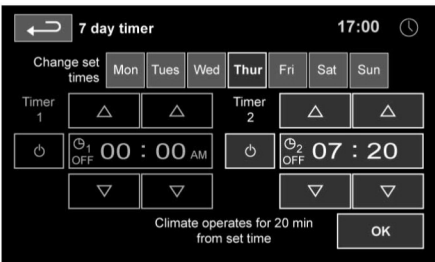 7 day timer 17:00
Change set
times
Mon Tues Wed Thur Fri Sat Sun
Timer
1
Timer
2
1
OFF 00 : 00 AM
2
OFF 07 : 20
Climate operates for 20 min
from set time
OK